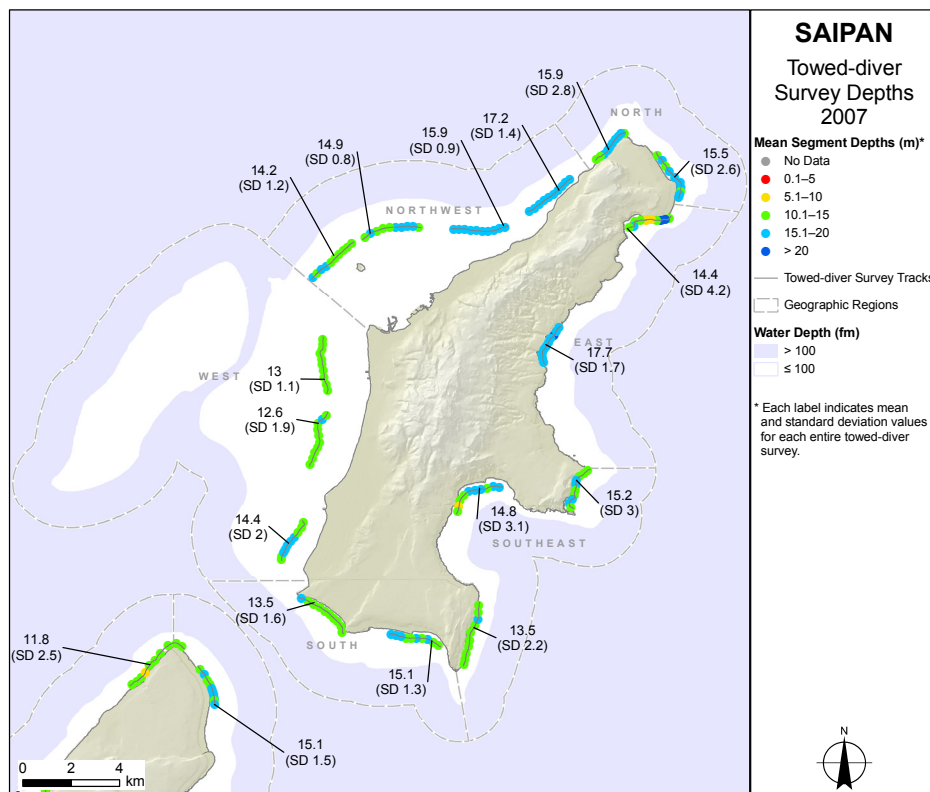 SAIPAN
Towed-diver
Survey Depths
2007
Mean Segment Depths (m)*
No Data
0.1–5
5.1–10
10.1–15
15.1–20
> 20
Towed-diver Survey Tracks
Geographic Regions
Water Depth (fm)
> 100
≤ 100
* Each label indicates mean
and standard deviation values
for each entire towed-diver
survey.
N
15.9
(SD 2.8)
NORTH
17.2
(SD 1.4)
15.9
(SD 0.9)
14.9
(SD 0.8)
14.2
(SD 1.2)
15.5
(SD 2.6)
NORTHWEST
14.4
(SD 4.2)
EAST
17.7
(SD 1.7)
WEST
13
(SD 1.1)
12.6
(SD 1.9)
15.2
(SD 3)
14.8
(SD 3.1)
14.4
(SD 2)
SOUTHEAST
13.5
(SD 1.6)
13.5
(SD 2.2)
SOUTH
15.1
(SD 1.3)
11.8
(SD 2.5)
15.1
(SD 1.5)
0 2 4
km